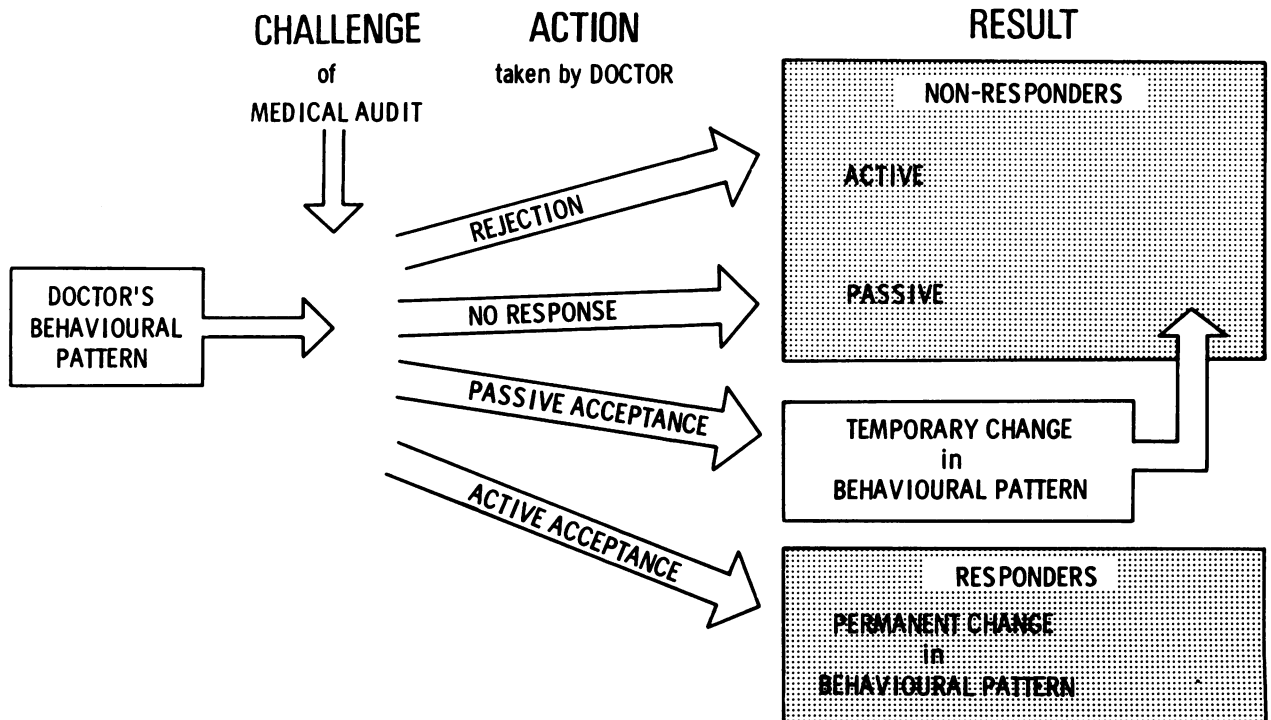 CHALLENGE
of
MEDICAL AUDIT
ACTION
taken by DOCTOR
RESULT
DOCTOR'S
BEHAVIOURAL
PATTERN
REJECTION
NO RESPONSE
PASSIVE ACCEPTANCE
ACTIVE ACCEPTANCE
NON-RESPONDERS
ACTIVE
PASSIVE
TEMPORARY CHANGE
in
BEHAVIOURAL PATTERN
RESPONDERS
PERMANENT CHANGE
in
BEHAVIOURAL PATTERN